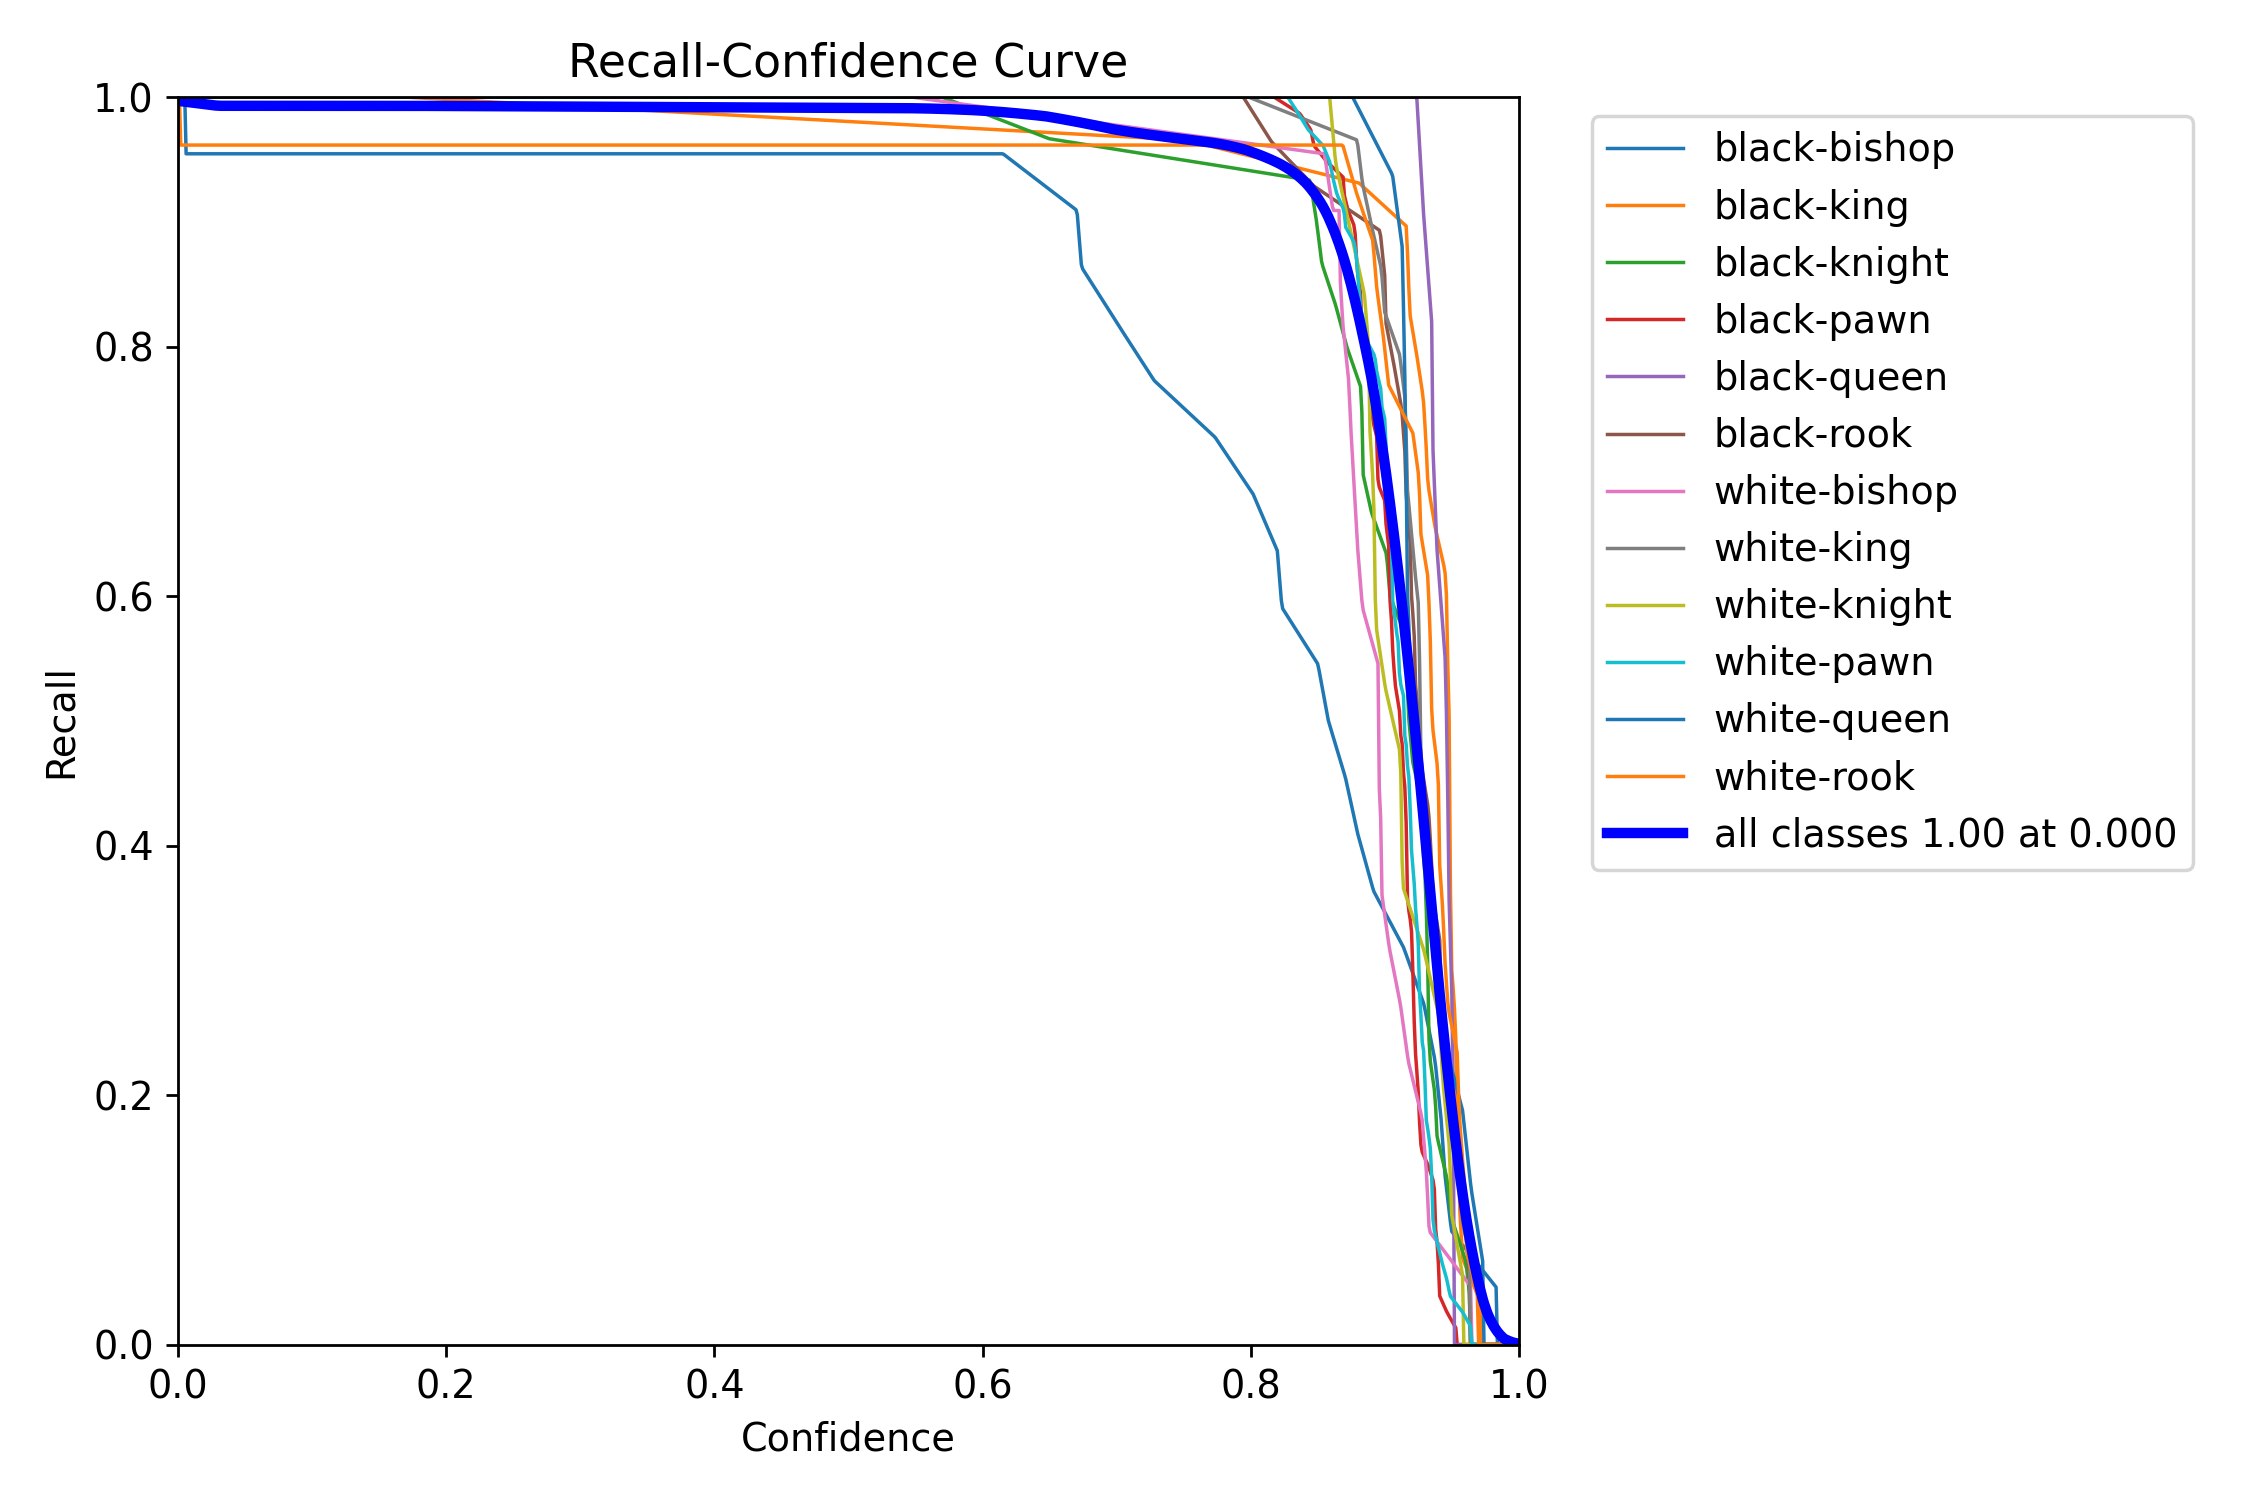 Recall-Confidence Curve
1.0
0.8
0.6
0.4
0.2
0.0
Recall
0.0 0.2 0.4 0.6 0.8 1.0
Confidence
black-bishop
black-king
black-knight
black-pawn
black-queen
black-rook
white-bishop
white-king
white-knight
white-pawn
white-queen
white-rook
all classes 1.00 at 0.000